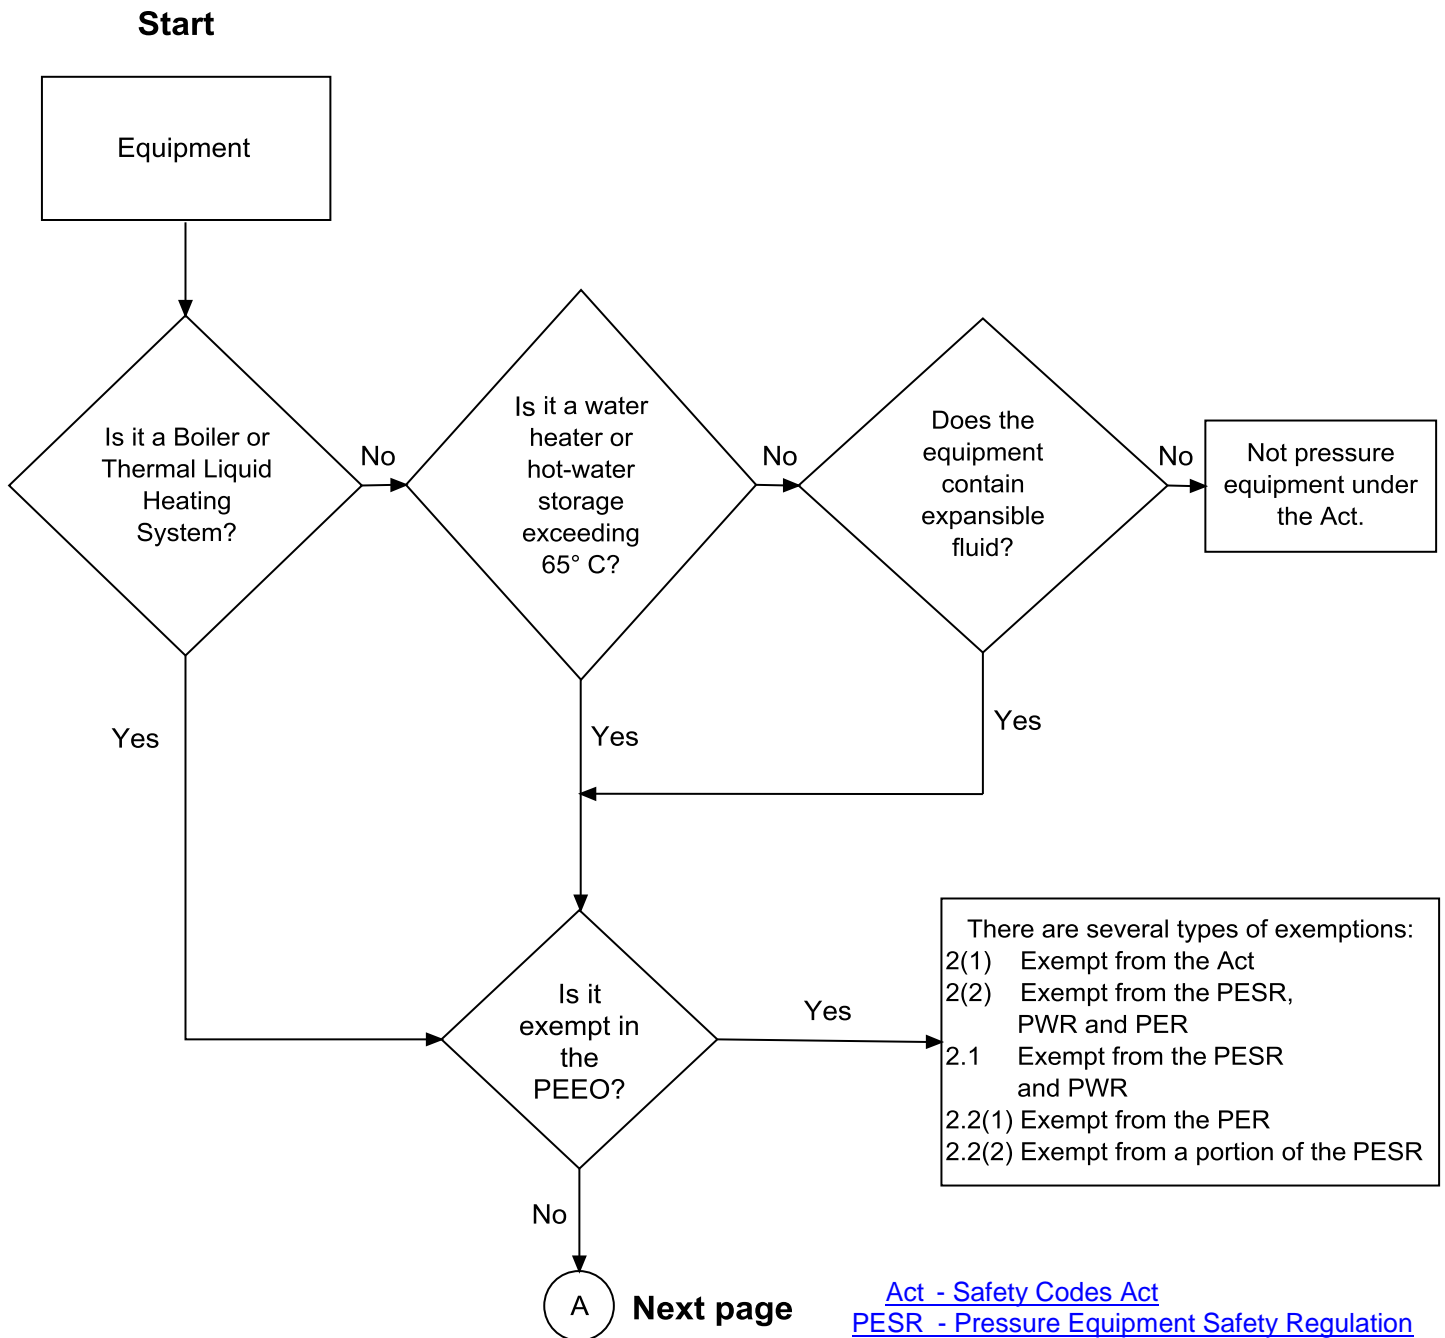 Start
Equipment
Is it a Boiler or
Thermal Liquid
Heating
System?
No
Is it a water
heater or
hot-water
storage
exceeding
65° C?
No
Does the
equipment
contain
expansible
fluid?
No
Not pressure
equipment under
the Act.
Yes
Yes
Yes
Is it
exempt in
the
PEEO?
Yes
There are several types of exemptions:
2(1) Exempt from the Act
2(2) Exempt from the PESR,
PWR and PER
2.1 Exempt from the PESR
and PWR
2.2(1) Exempt from the PER
2.2(2) Exempt from a portion of the PESR
No
A
Next page
Act - Safety Codes Act
PESR - Pressure Equipment Safety Regulation